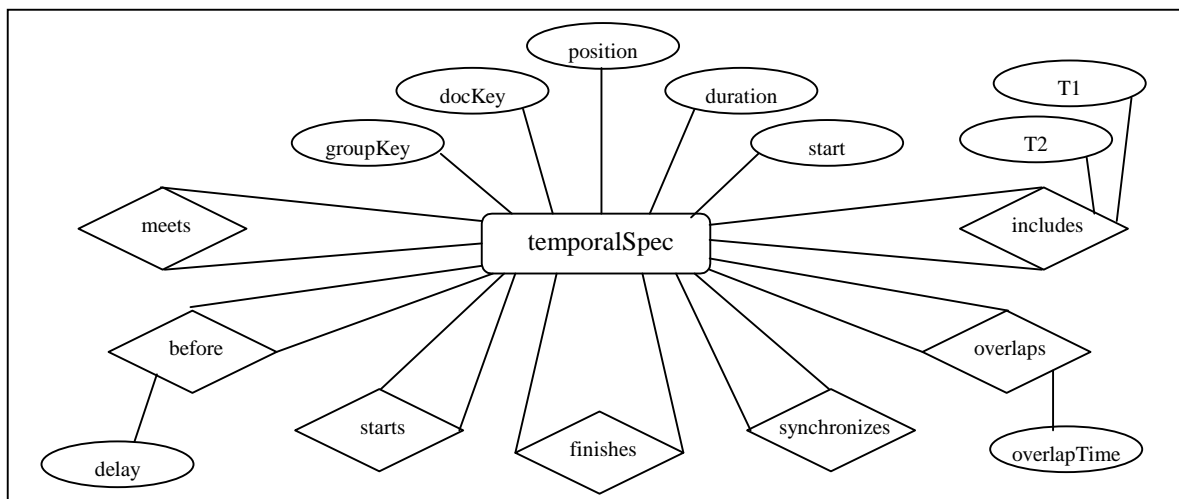 position
docKey
duration
T1
groupKey
start
T2
meets
temporalSpec
includes
before
overlaps
starts
finishes
synchronizes
delay
overlapTime